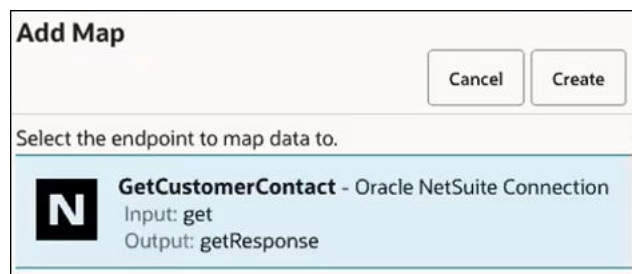 Add Map
Cancel Create
Select the endpoint to map data to.
N
GetCustomerContact - Oracle NetSuite Connection
Input: get
Output: getResponse